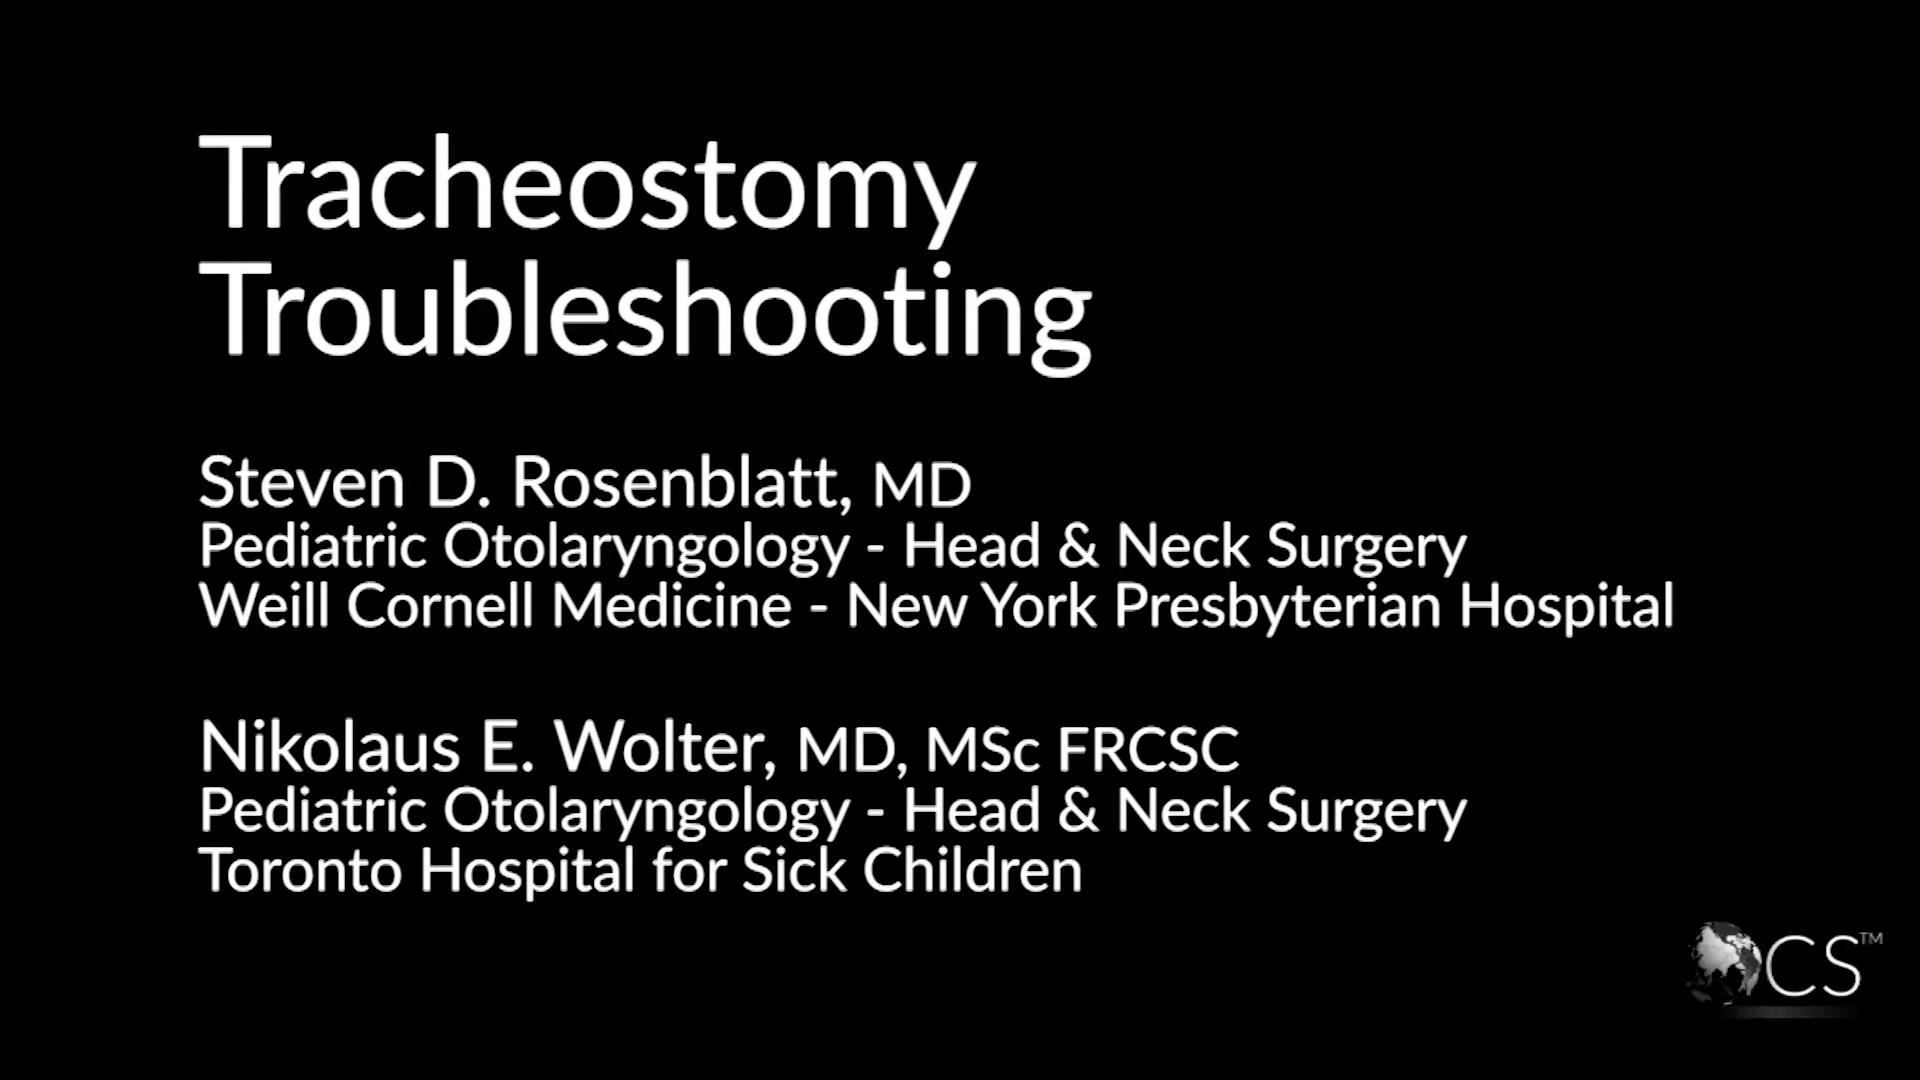 Tracheostomy
Troubleshooting
Steven D. Rosenblatt, MD
Pediatric Otolaryngology - Head & Neck Surgery
Weill Cornell Medicine - New York Presbyterian Hospital
Nikolaus E. Wolter, MD, MSc FRCSC
Pediatric Otolaryngology - Head & Neck Surgery
Toronto Hospital for Sick Children
CS™